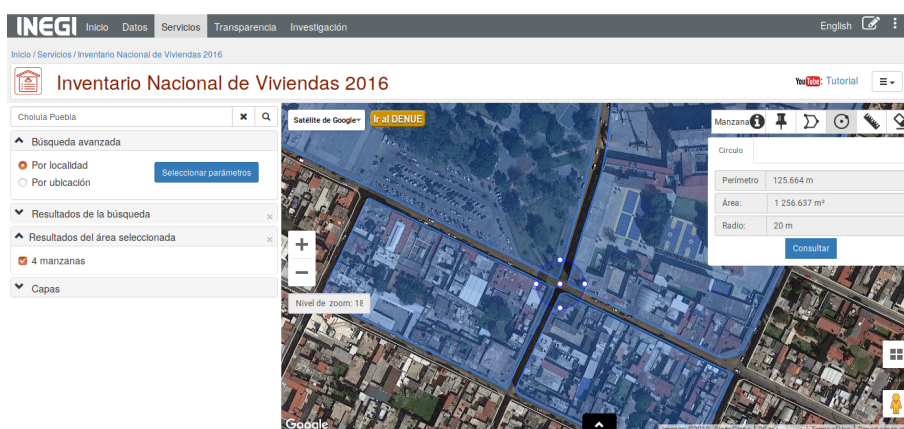 INEGI Inicio Datos Servicios Transparencia Investigación English
Inicio / Servicios / Inventario Nacional de Viviendas 2016
Inventario Nacional de Viviendas 2016
YouTube: Tutorial
Cholula Puebla
Búsqueda avanzada
Por localidad
Por ubicación
Seleccionar parámetros
Resultados de la búsqueda
Resultados del área seleccionada
4 manzanas
Capas
Satélite de Google
Ir al DENUE
Manzana
Círculo
Perímetro 125.664 m
Área: 1 256.637 m²
Radio: 20 m
Consultar
+
−
Nivel de zoom: 18
Google